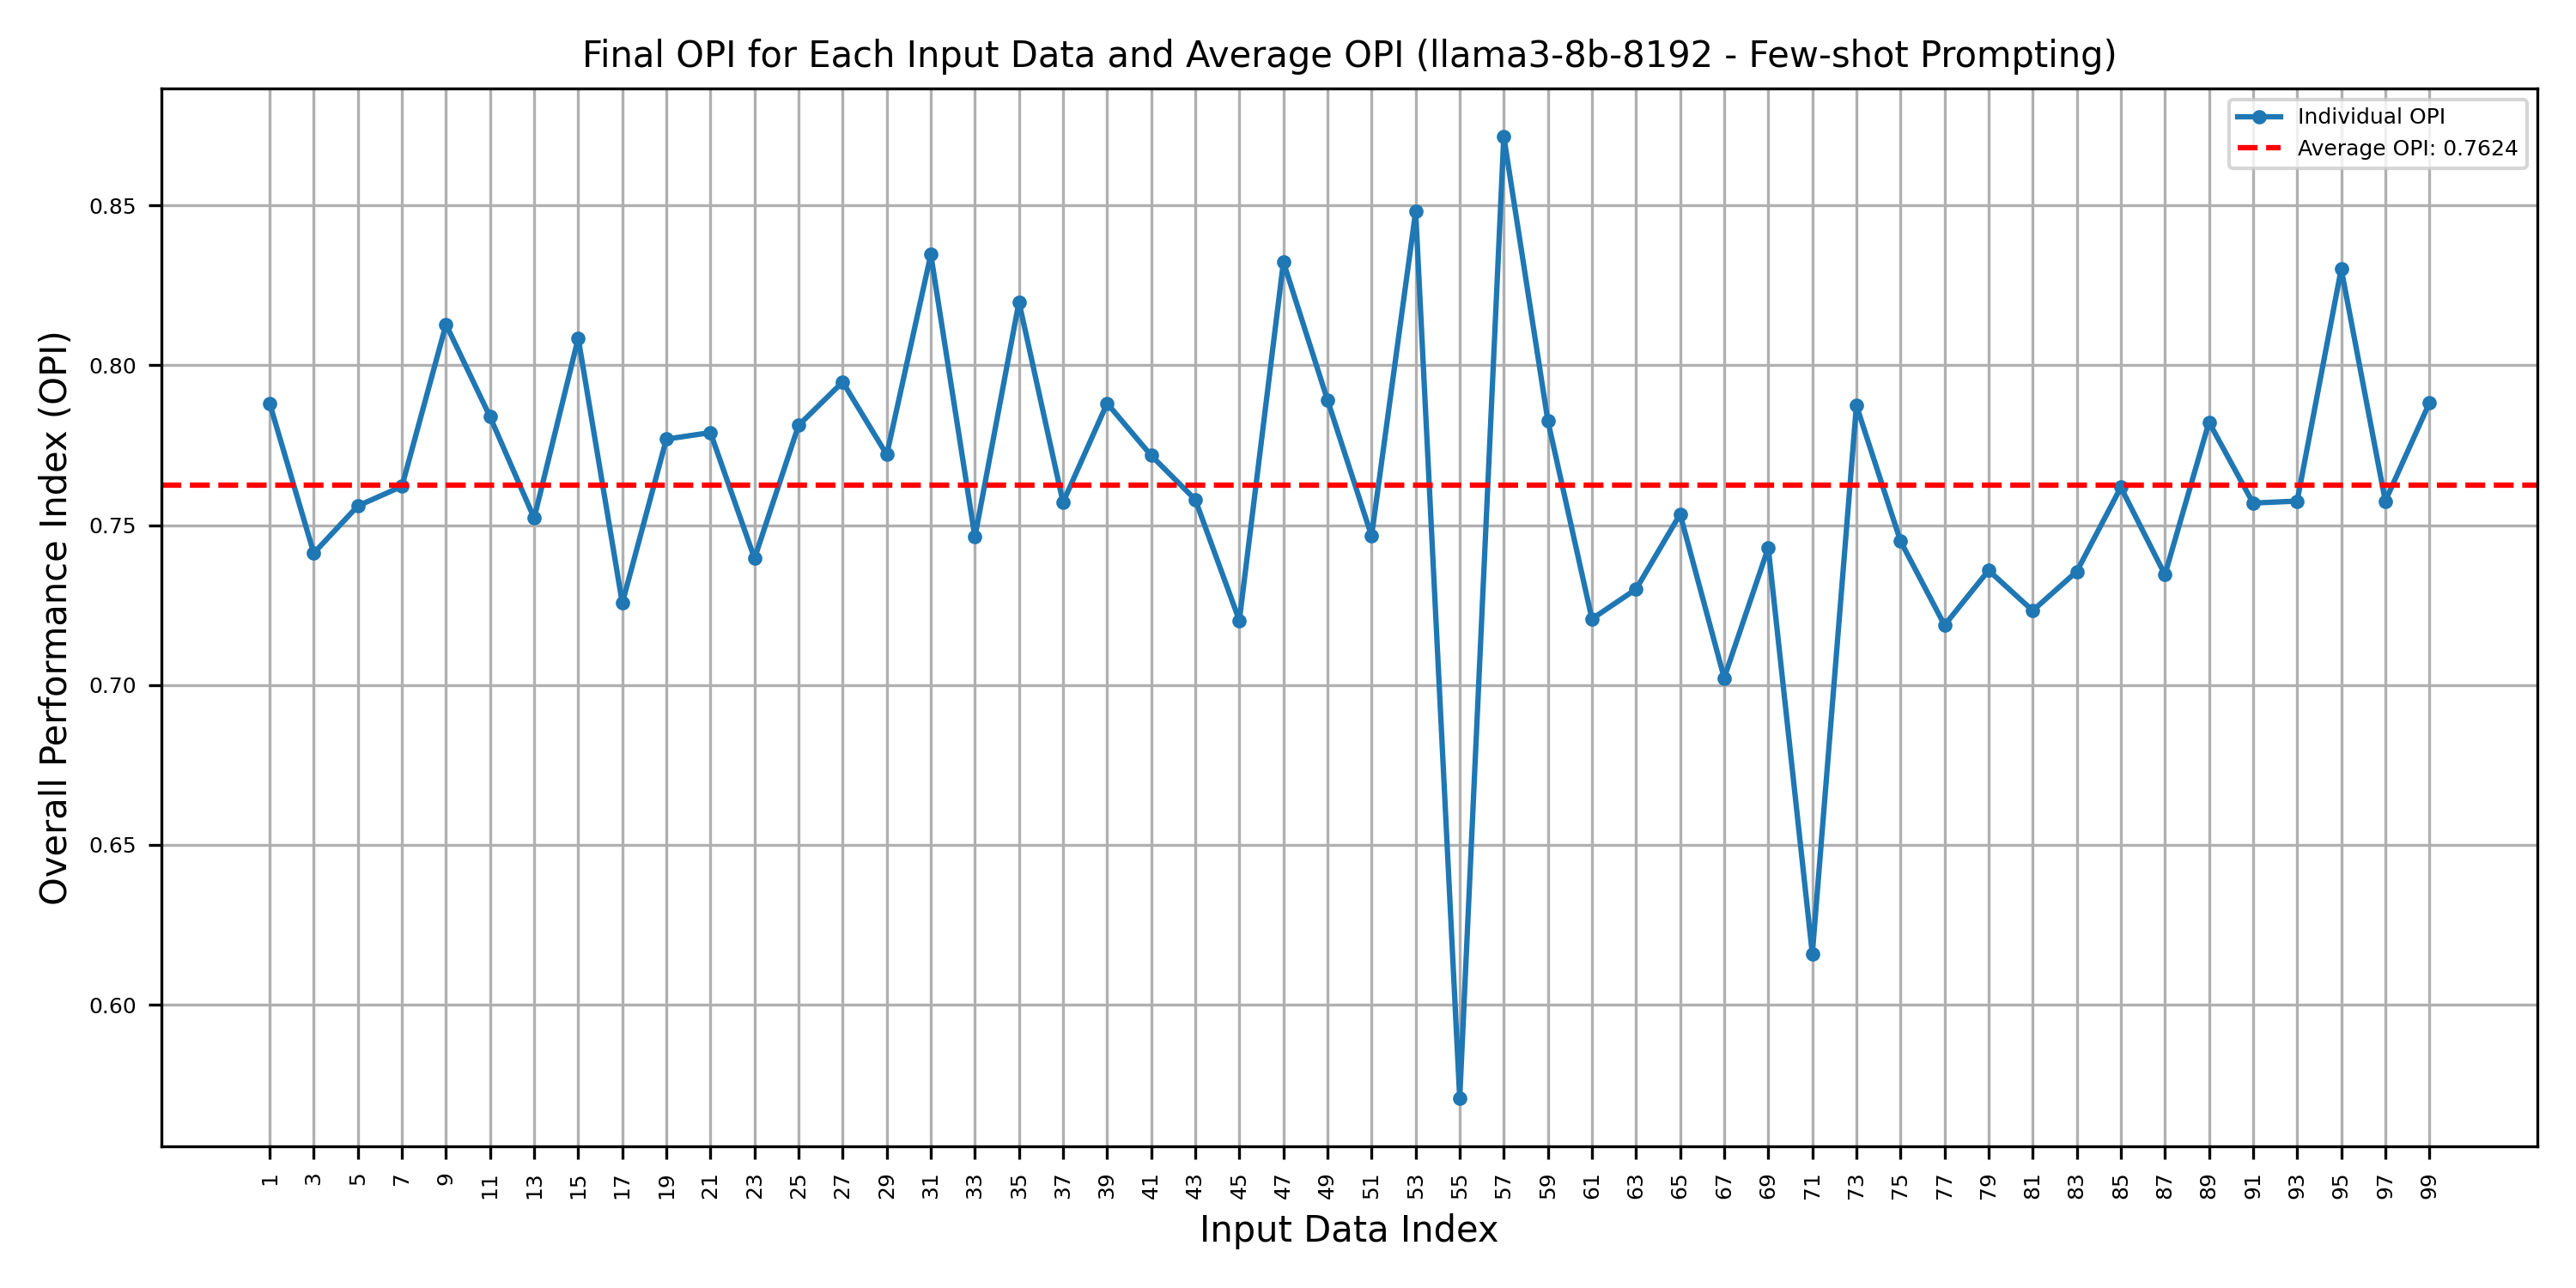 Final OPI for Each Input Data and Average OPI (llama3-8b-8192 - Few-shot Prompting)
Individual OPI
Average OPI: 0.7624
Overall Performance Index (OPI)
0.85
0.80
0.75
0.70
0.65
0.60
1 3 5 7 9 11 13 15 17 19 21 23 25 27 29 31 33 35 37 39 41 43 45 47 49 51 53 55 57 59 61 63 65 67 69 71 73 75 77 79 81 83 85 87 89 91 93 95 97 99
Input Data Index